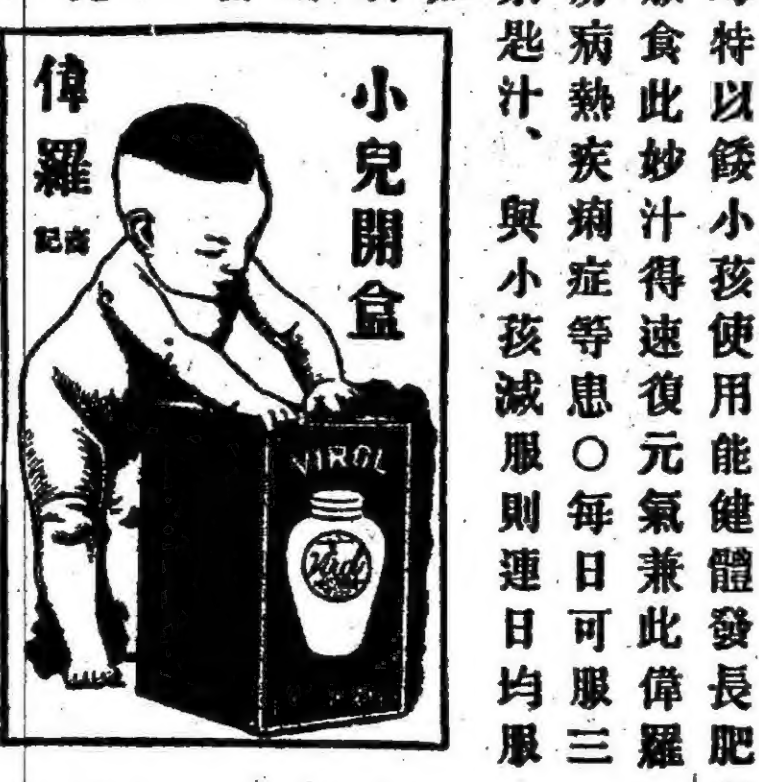 特以餧小孩使用能健體發長肥
食此妙汁得速復元氣兼此偉羅
病熱疾痢症等患○每日可服三
匙汁、與小孩減服則連日均服
小兒開盒
偉羅
VIROL
Virol